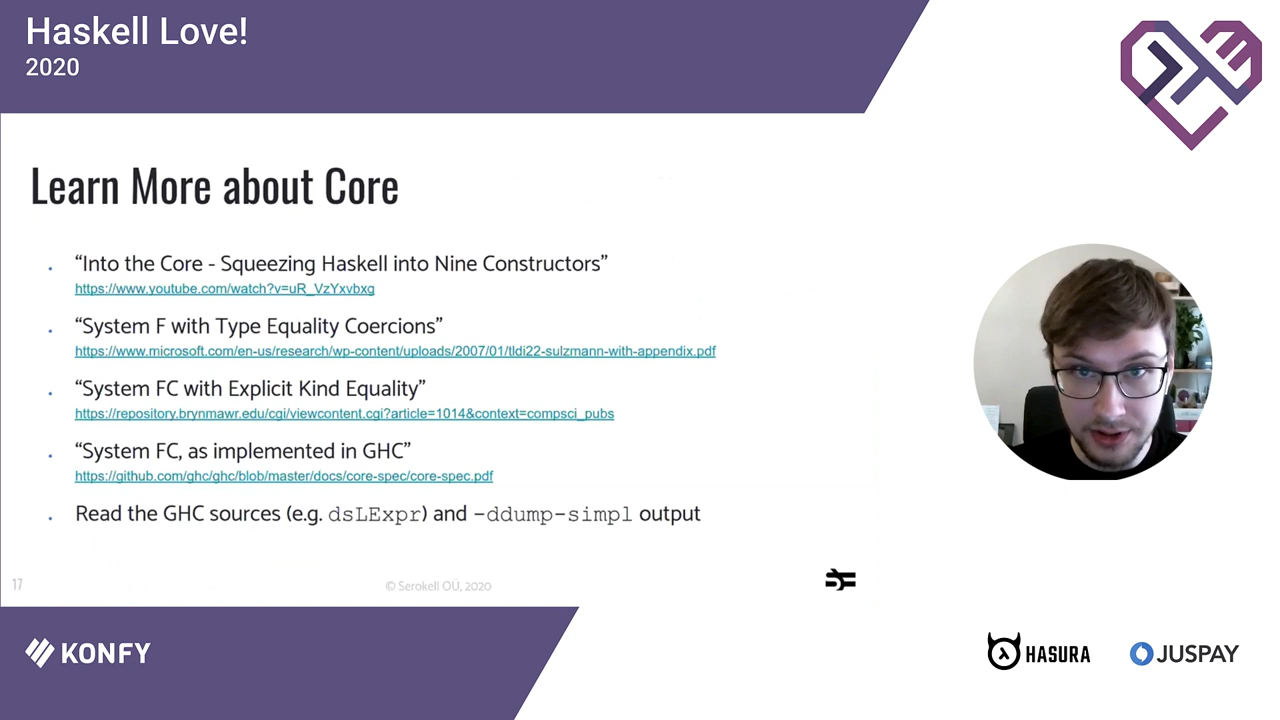 Haskell Love!
2020
Learn More about Core
“Into the Core - Squeezing Haskell into Nine Constructors”
https://www.youtube.com/watch?v=uR_VzYxvbxg
“System F with Type Equality Coercions”
https://www.microsoft.com/en-us/research/wp-content/uploads/2007/01/tldi22-sulzmann-with-appendix.pdf
“System FC with Explicit Kind Equality”
https://repository.brynmawr.edu/cgi/viewcontent.cgi?article=1014&context=compsci_pubs
“System FC, as implemented in GHC”
https://github.com/ghc/ghc/blob/master/docs/core-spec/core-spec.pdf
Read the GHC sources (e.g. dsLExpr) and -ddump-simpl output
17
© Serokell OÜ, 2020
KONFY
HASURA
JUSPAY